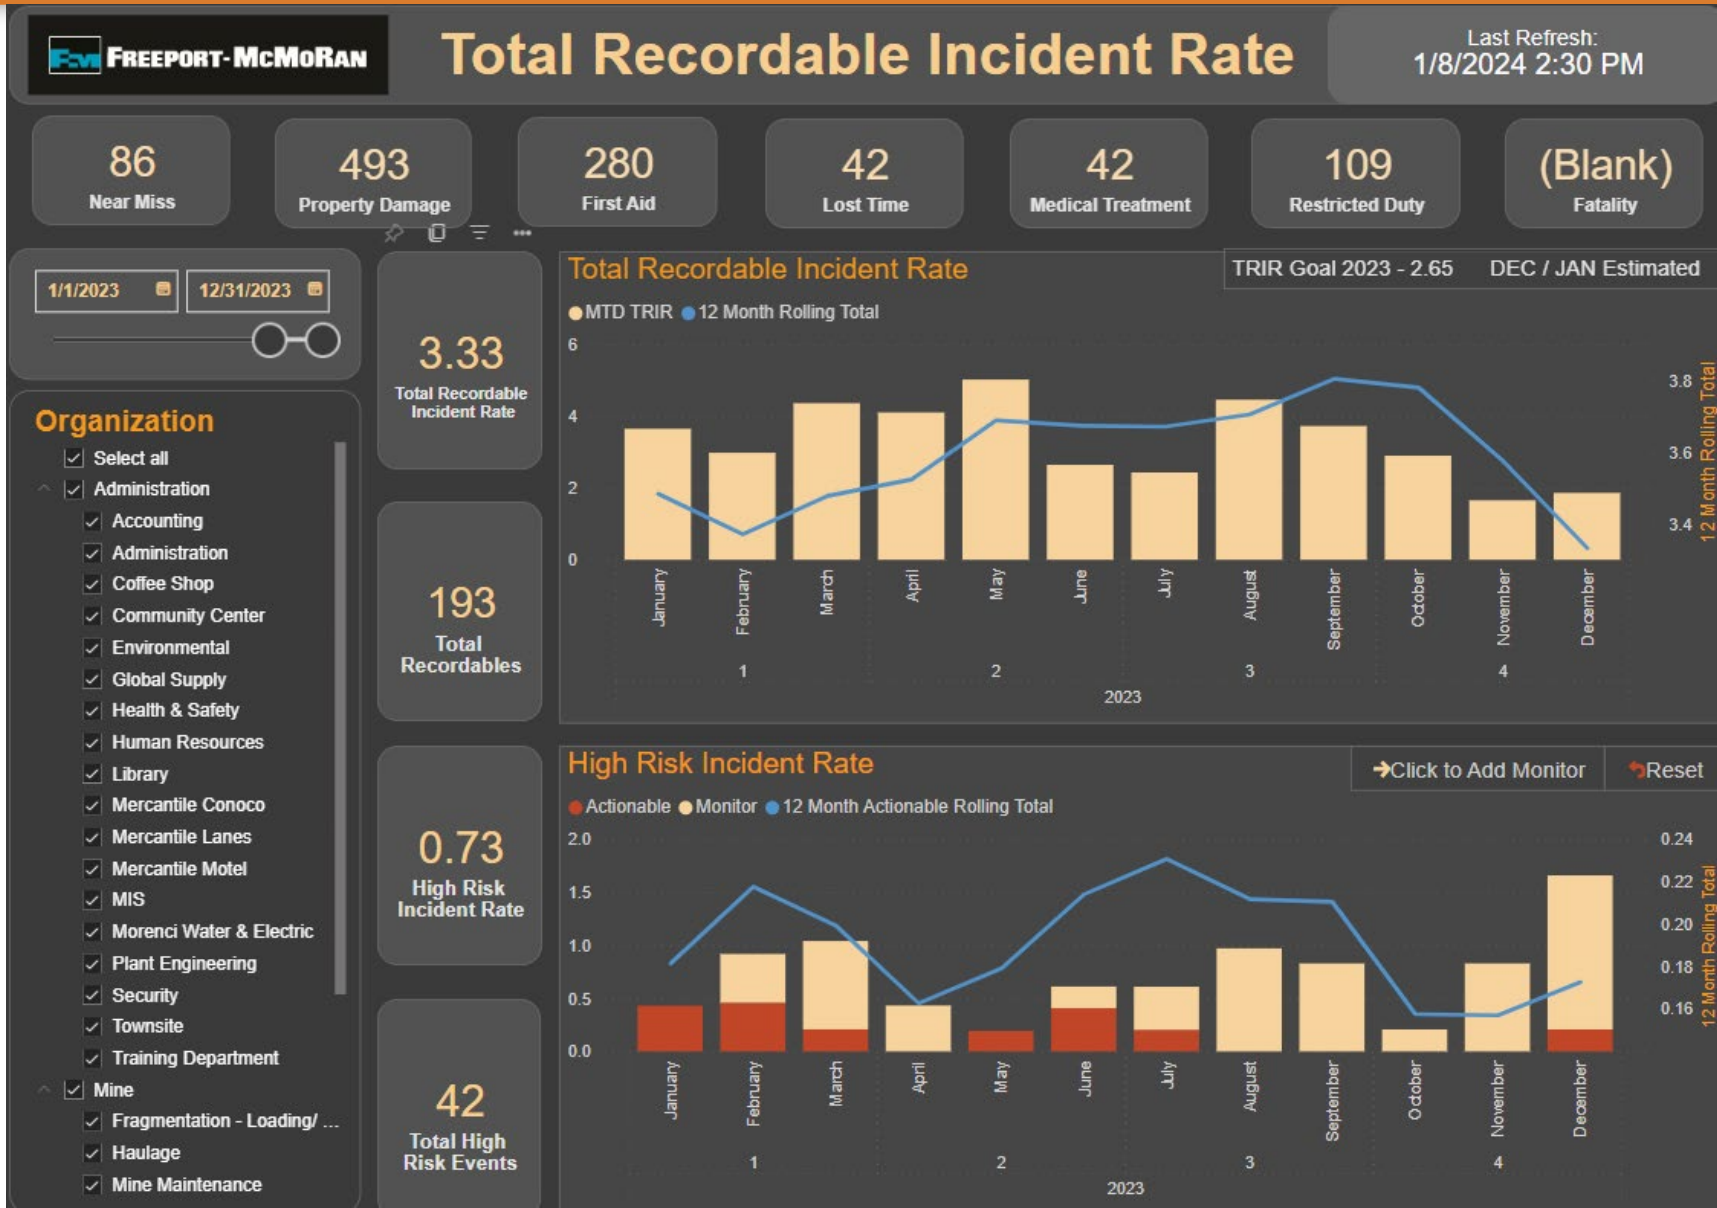 FMI FREEPORT-MCMORAN
Total Recordable Incident Rate
Last Refresh:
1/8/2024 2:30 PM
86
Near Miss
493
Property Damage
280
First Aid
42
Lost Time
42
Medical Treatment
109
Restricted Duty
(Blank)
Fatality
1/1/2023
12/31/2023
Organization
Select all
Administration
Accounting
Administration
Coffee Shop
Community Center
Environmental
Global Supply
Health & Safety
Human Resources
Library
Mercantile Conoco
Mercantile Lanes
Mercantile Motel
MIS
Morenci Water & Electric
Plant Engineering
Security
Townsite
Training Department
Mine
Fragmentation - Loading/ ...
Haulage
Mine Maintenance
3.33
Total Recordable
Incident Rate
193
Total
Recordables
0.73
High Risk
Incident Rate
42
Total High
Risk Events
Total Recordable Incident Rate
TRIR Goal 2023 - 2.65 DEC / JAN Estimated
MTD TRIR 12 Month Rolling Total
6
4
2
0
3.8
3.6
3.4
12 Month Rolling Total
January
February
March
April
May
June
July
August
September
October
November
December
1 2 3 4
2023
High Risk Incident Rate
Click to Add Monitor
Reset
Actionable Monitor 12 Month Actionable Rolling Total
2.0
1.5
1.0
0.5
0.0
0.24
0.22
0.20
0.18
0.16
12 Month Rolling Total
January
February
March
April
May
June
July
August
September
October
November
December
1 2 3 4
2023